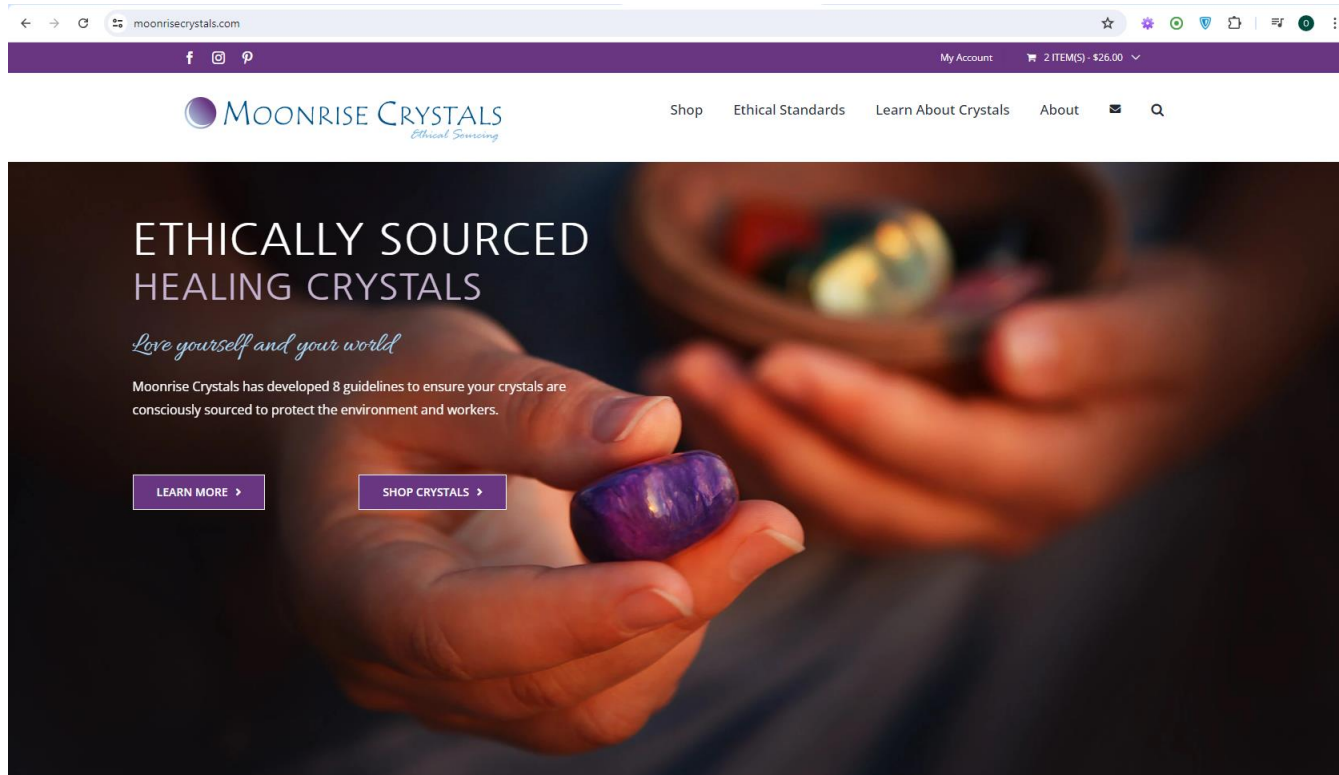 moonrisecrystals.com
O
My Account
2 ITEM(S) - $26.00
MOONRISE CRYSTALS
Ethical Sourcing
Shop
Ethical Standards
Learn About Crystals
About
ETHICALLY SOURCED
HEALING CRYSTALS
Love yourself and your world
Moonrise Crystals has developed 8 guidelines to ensure your crystals are
consciously sourced to protect the environment and workers.
LEARN MORE >
SHOP CRYSTALS >